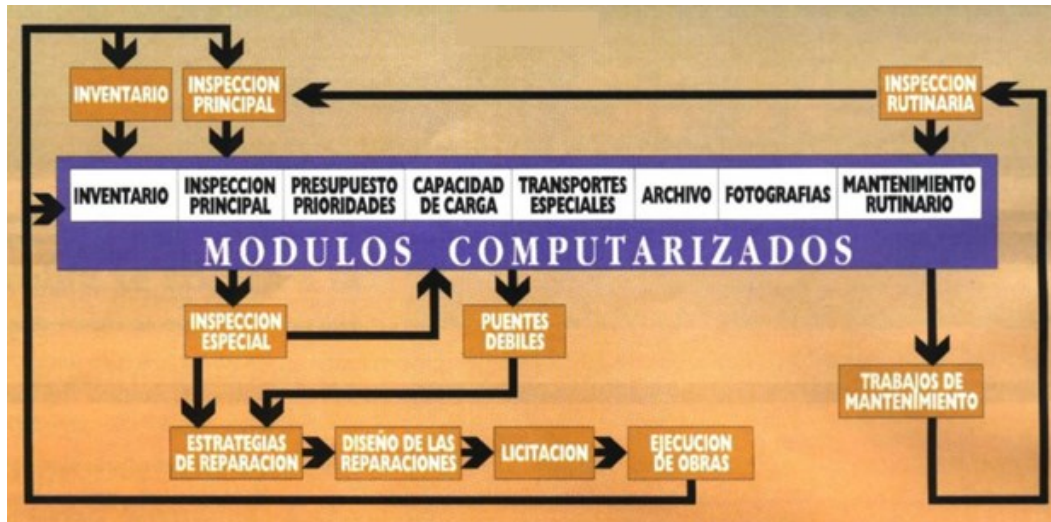 INVENTARIO
INSPECCION
PRINCIPAL
INSPECCION
RUTINARIA
INVENTARIO
INSPECCION
PRINCIPAL
PRESUPUESTO
PRIORIDADES
CAPACIDAD
DE CARGA
TRANSPORTES
ESPECIALES
ARCHIVO
FOTOGRAFIAS
MANTENIMIENTO
RUTINARIO
MODULOS COMPUTARIZADOS
INSPECCION
ESPECIAL
PUENTES
DEBILES
TRABAJOS DE
MANTENIMIENTO
ESTRATEGIAS
DE REPARACION
DISEÑO DE LAS
REPARACIONES
LICITACION
EJECUCION
DE OBRAS